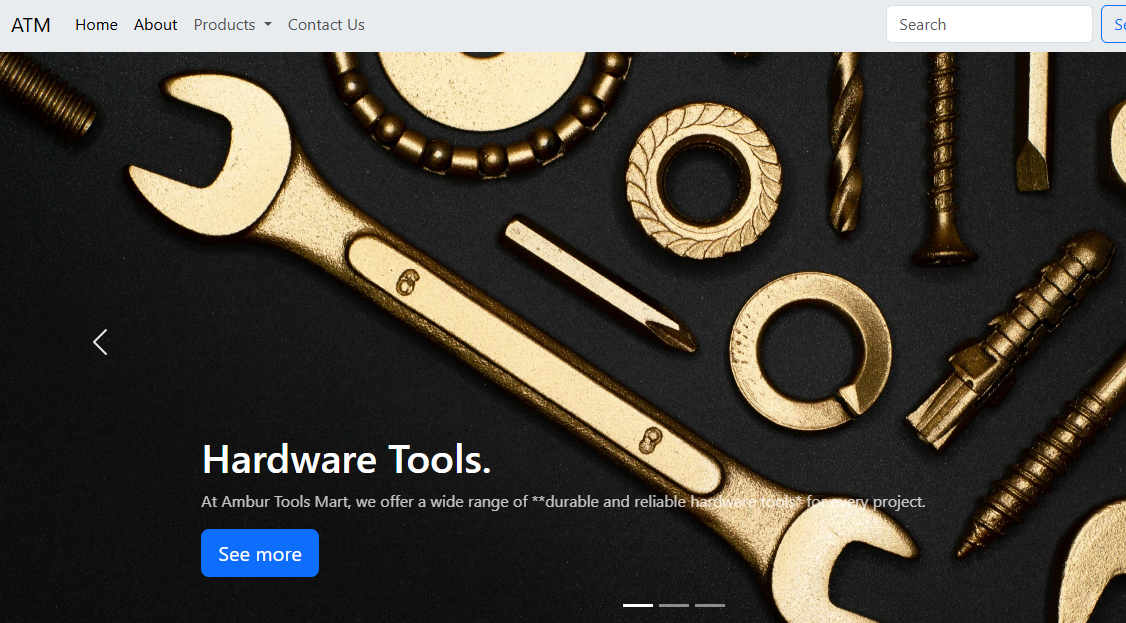 ATM Home About Products Contact Us Search Se
6
8
Hardware Tools.
At Ambur Tools Mart, we offer a wide range of **durable and reliable hardware tools* for every project.
See more